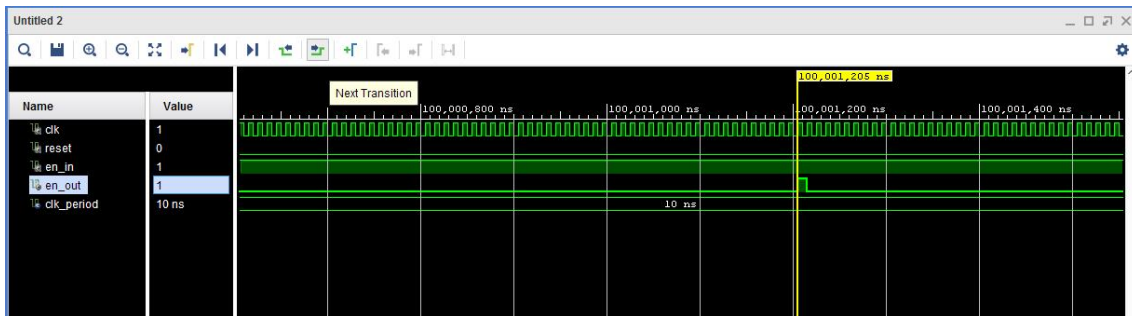 Untitled 2
100,001,205 ns
Next Transition
Name Value
100,000,800 ns 100,001,000 ns 100,001,200 ns 100,001,400 ns
clk 1
reset 0
en_in 1
en_out 1
clk_period 10 ns 10 ns